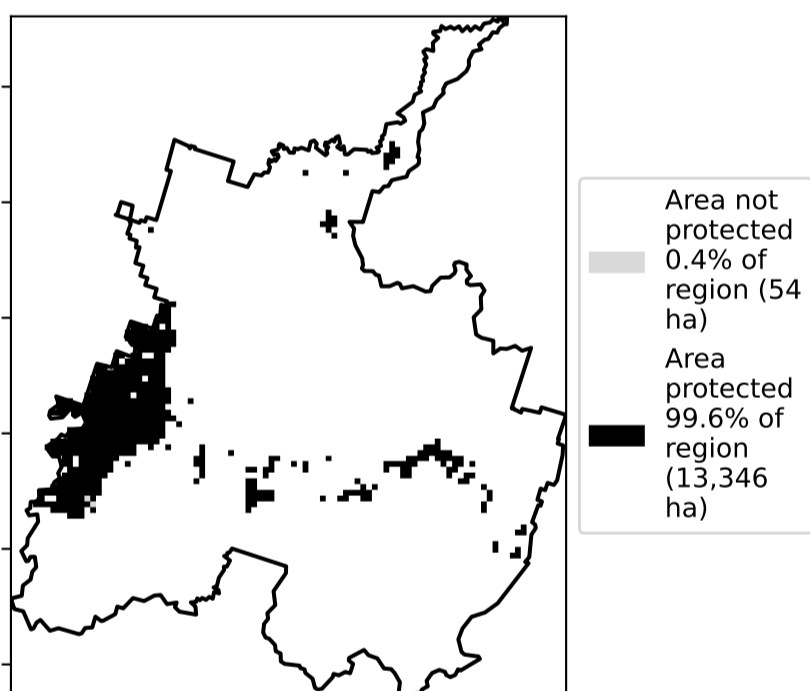 Area not
protected
0.4% of
region (54
ha)
Area
protected
99.6% of
region
(13,346
ha)